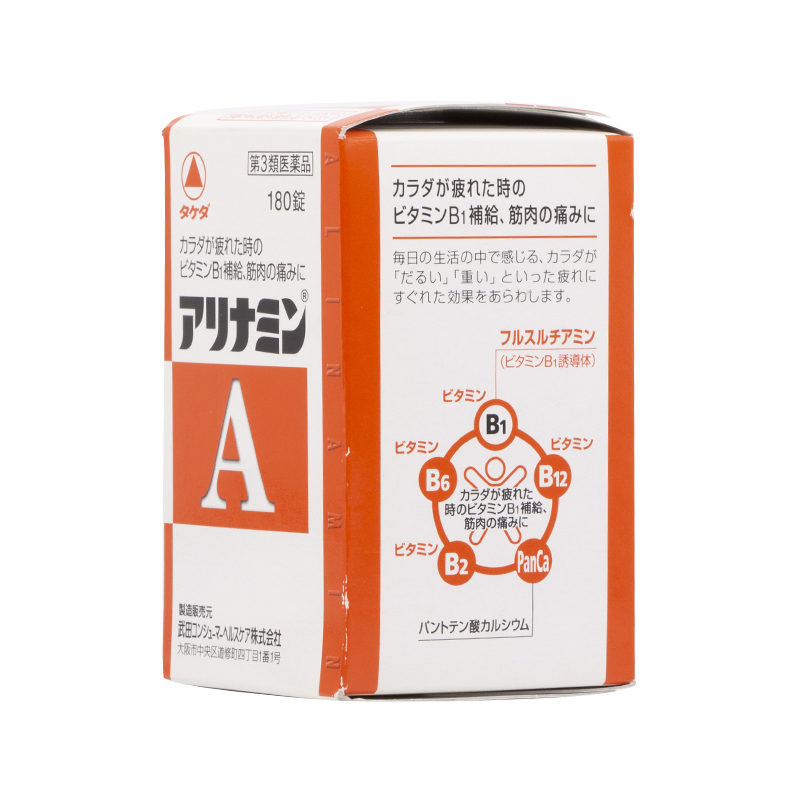 第3類医薬品
タケダ
180錠
カラダが疲れた時の
ビタミンB1補給、筋肉の痛みに
アリナミン®
A
製造販売元
武田コンシューマーヘルスケア株式会社
大阪市中央区道修町四丁目1番1号
ALINAMIN
カラダが疲れた時の
ビタミンB1補給、筋肉の痛みに
毎日の生活の中で感じる、カラダが
「だるい」「重い」といった疲れに
すぐれた効果をあらわします。
フルスルチアミン
(ビタミンB1誘導体)
ビタミン
B1
ビタミン
B6
ビタミン
B12
カラダが疲れた
時のビタミンB1補給、
筋肉の痛みに
ビタミン
B2
PanCa
パントテン酸カルシウム